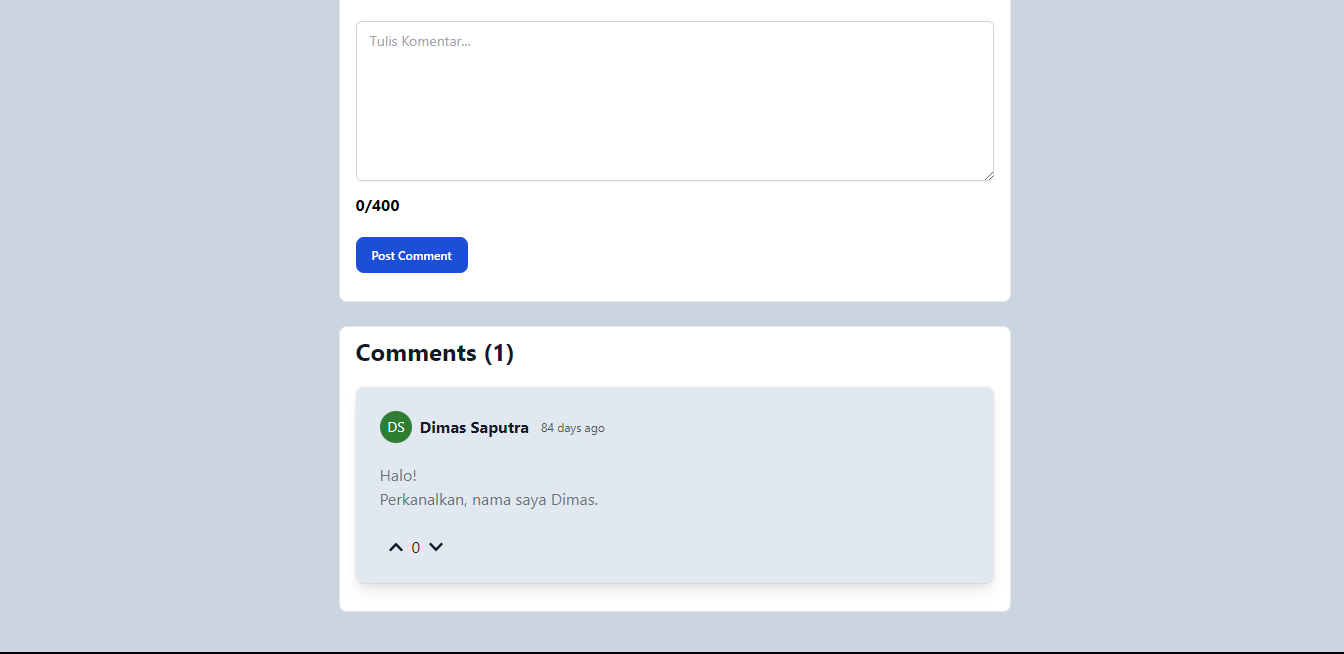 Tulis Komentar...
0/400
Post Comment
Comments (1)
DS Dimas Saputra 84 days ago
Halo!
Perkanalkan, nama saya Dimas.
0